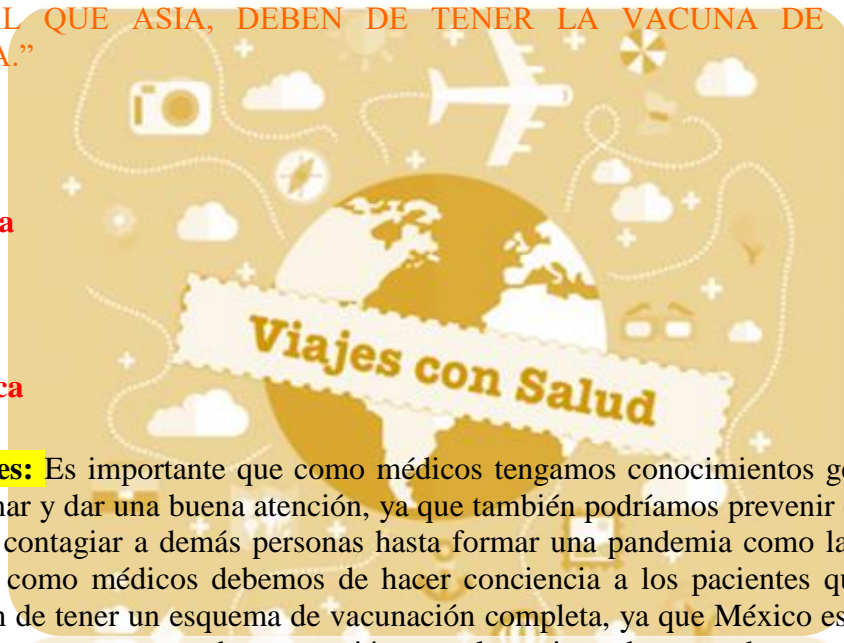 QUE ASIA, DEBEN DE TENER LA VACUNA DE
A.”
a
Viajes con Salud
ca
es: Es importante que como médicos tengamos conocimientos
nar y dar una buena atención, ya que también podríamos prevenir
contagiar a demás personas hasta formar una pandemia como la
como médicos debemos de hacer conciencia a los pacientes
n de tener un esquema de vacunación completa, ya que México es